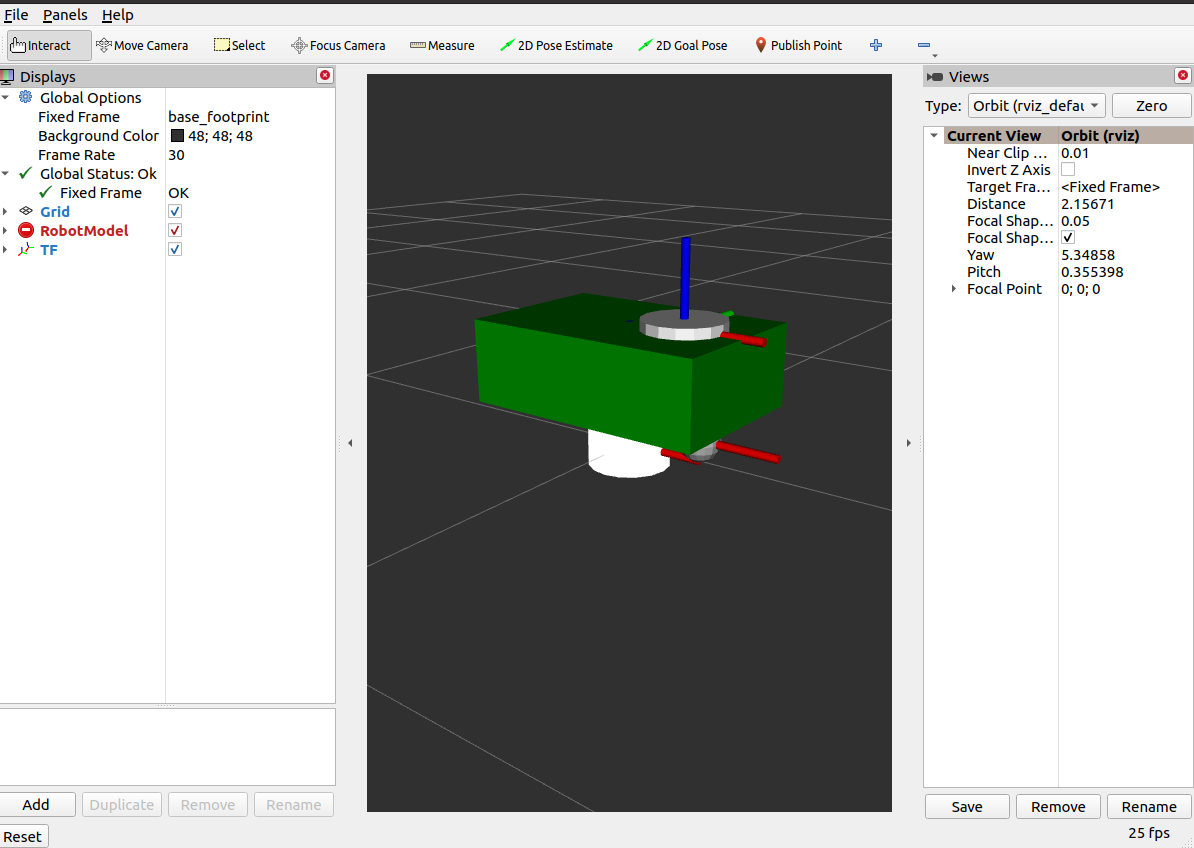 File Panels Help
Interact Move Camera Select Focus Camera Measure 2D Pose Estimate 2D Goal Pose Publish Point
Displays
Global Options
Fixed Frame base_footprint
Background Color 48; 48; 48
Frame Rate 30
Global Status: Ok
Fixed Frame OK
Grid
RobotModel
TF
Add Duplicate Remove Rename
Reset
Views
Type: Orbit (rviz_defau Zero
Current View Orbit (rviz)
Near Clip ... 0.01
Invert Z Axis
Target Fra... <Fixed Frame>
Distance 2.15671
Focal Shap... 0.05
Focal Shap...
Yaw 5.34858
Pitch 0.355398
Focal Point 0; 0; 0
Save Remove Rename
25 fps